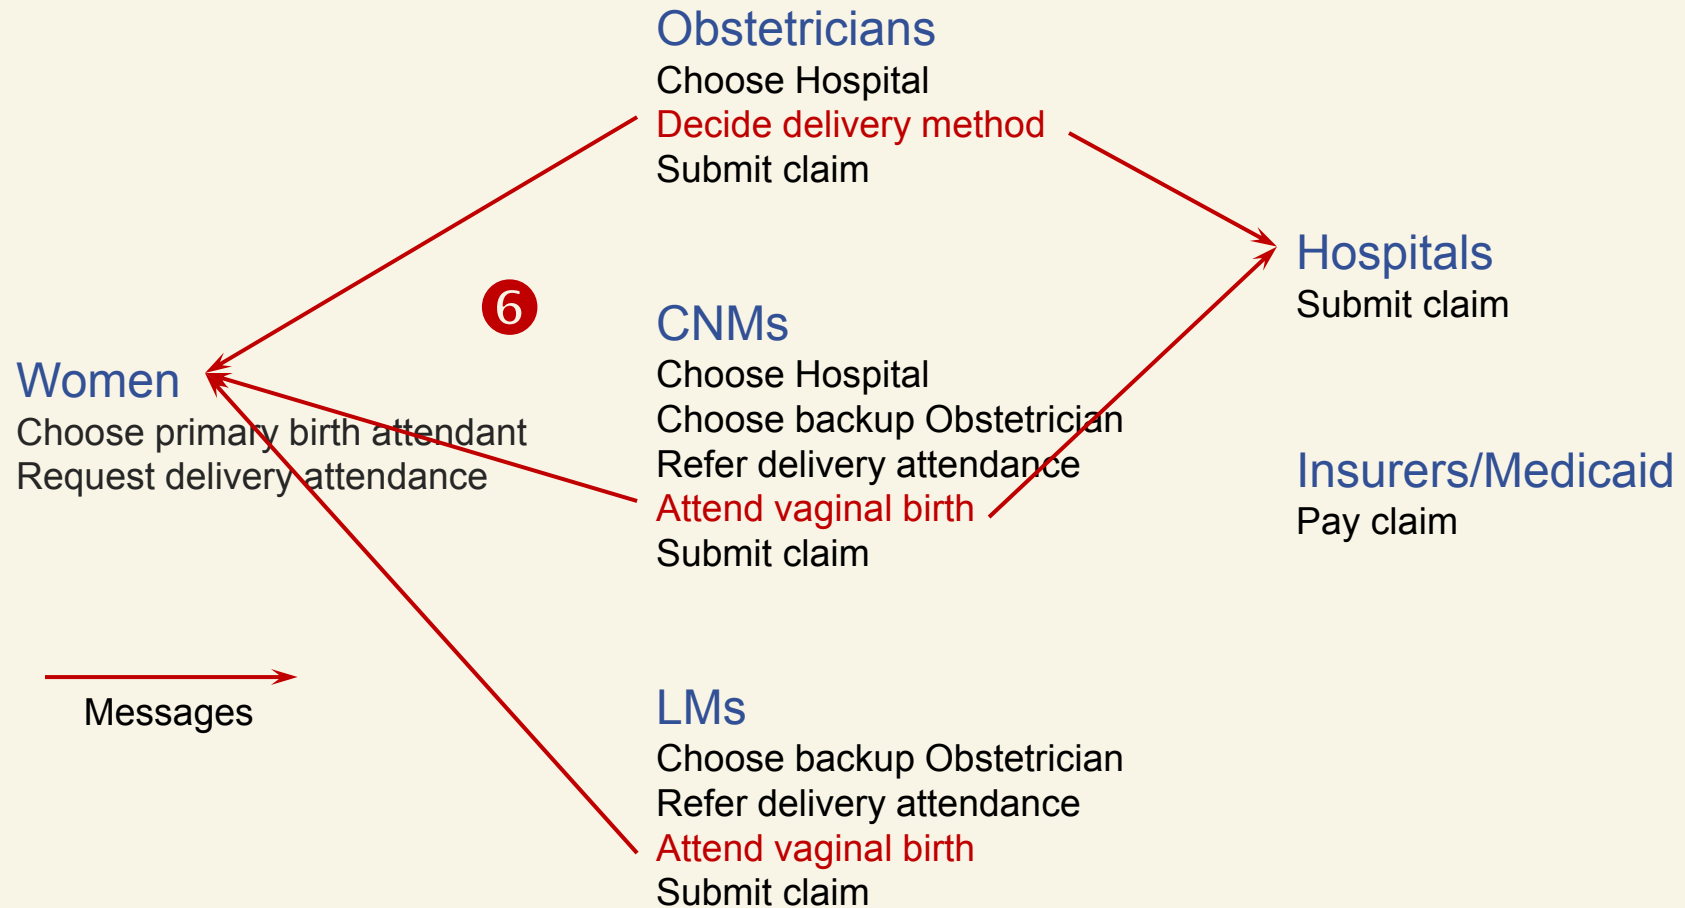 Obstetricians
Choose Hospital
Decide delivery method
Submit claim
Hospitals
Submit claim
6
CNMs
Choose Hospital
Choose backup Obstetrician
Refer delivery attendance
Attend vaginal birth
Submit claim
Women
Choose primary birth attendant
Request delivery attendance
Insurers/Medicaid
Pay claim
Messages
LMs
Choose backup Obstetrician
Refer delivery attendance
Attend vaginal birth
Submit claim